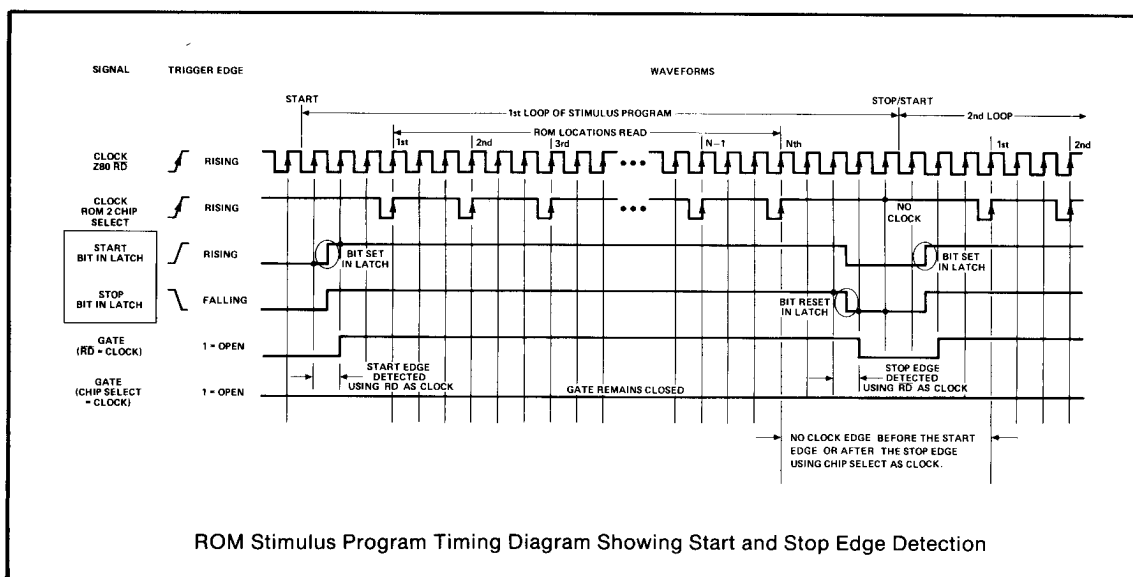 SIGNAL TRIGGER EDGE WAVEFORMS
START STOP/START
1st LOOP OF STIMULUS PROGRAM 2nd LOOP
ROM LOCATIONS READ
1st 2nd 3rd N-1 Nth 1st 2nd
CLOCK
Z80 R̅D̅
RISING
CLOCK
ROM 2 CHIP
SELECT
RISING
NO
CLOCK
START
BIT IN LATCH
RISING
BIT SET
IN LATCH
BIT SET
IN LATCH
STOP
BIT IN LATCH
FALLING
BIT RESET
IN LATCH
GATE
(R̅D̅ = CLOCK)
1 = OPEN
START EDGE
DETECTED
USING RD AS CLOCK
STOP EDGE
DETECTED
USING R̅D̅ AS CLOCK
GATE
(CHIP SELECT
= CLOCK)
1 = OPEN
GATE REMAINS CLOSED
NO CLOCK EDGE BEFORE THE START
EDGE OR AFTER THE STOP EDGE
USING CHIP SELECT AS CLOCK.
ROM Stimulus Program Timing Diagram Showing Start and Stop Edge Detection